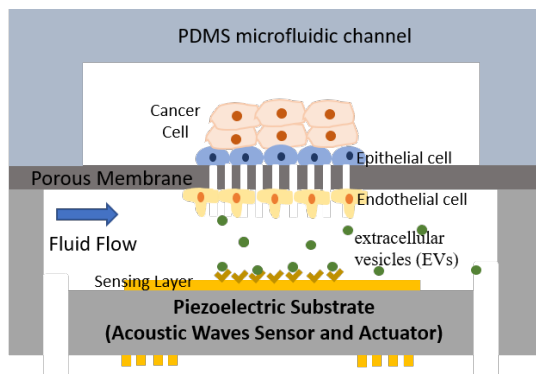 PDMS microfluidic channel
Cancer
Cell
Epithelial cell
Porous Membrane
Endothelial cell
Fluid Flow
extracellular
vesicles (EVs)
Sensing Layer
Piezoelectric Substrate
(Acoustic Waves Sensor and Actuator)